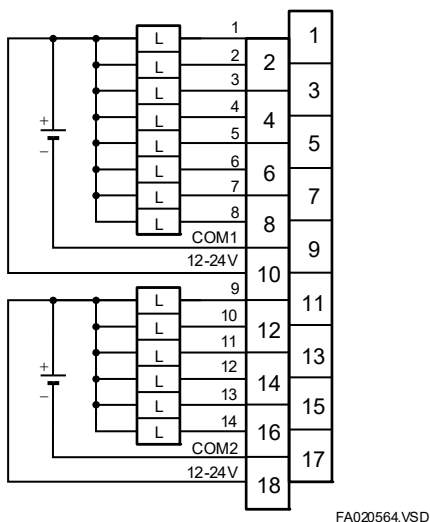 L 1
L 2
L 3
L 4
L 5
L 6
L 7
L 8
+
−
COM1
12-24V
L 9
L 10
L 11
L 12
L 13
L 14
+
−
COM2
12-24V
1
2
3
4
5
6
7
8
9
10
11
12
13
14
15
16
17
18
FA020564.VSD